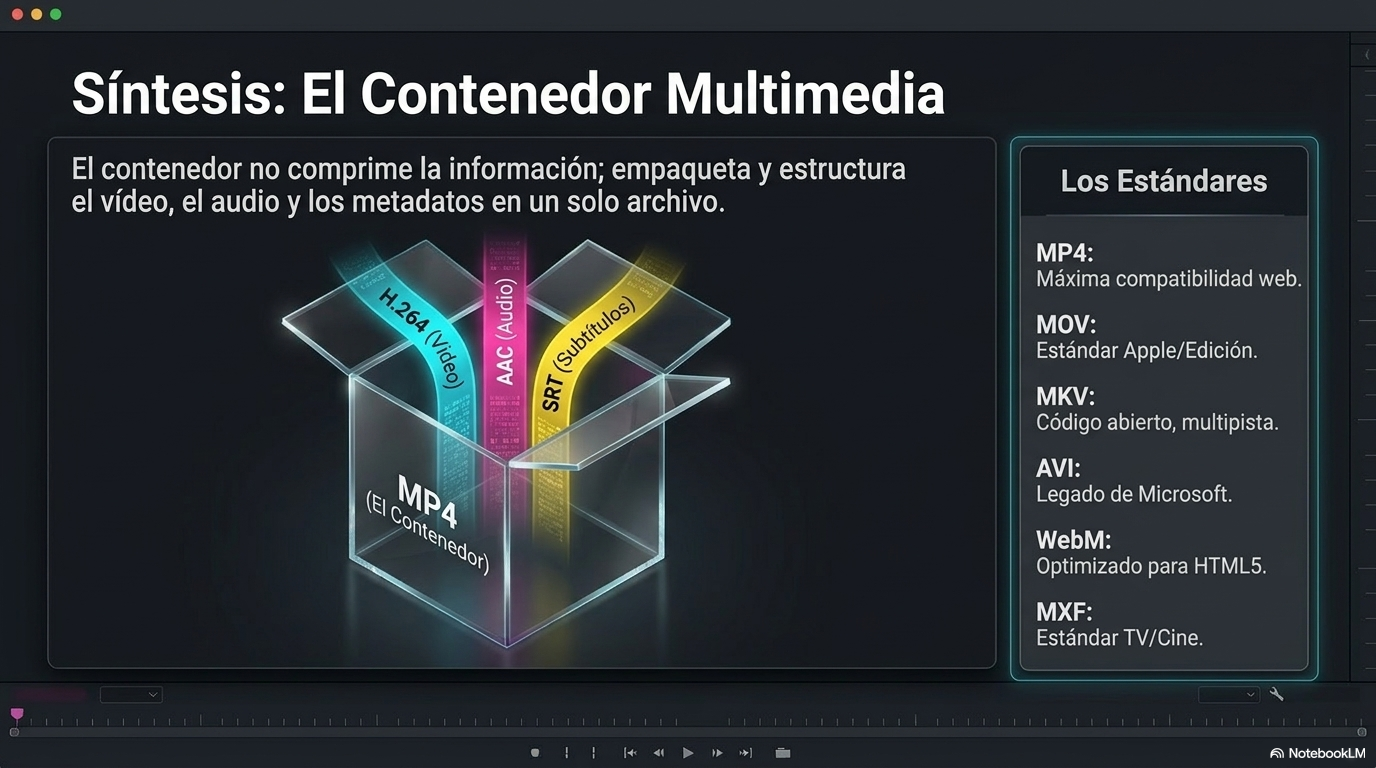 Síntesis: El Contenedor Multimedia
El contenedor no comprime la información; empaqueta y estructura
el vídeo, el audio y los metadatos en un solo archivo.
H.264 (Video)
AAC (Audio)
SRT (Subtítulos)
MP4
(El Contenedor)
Los Estándares
MP4:
Máxima compatibilidad web.
MOV:
Estándar Apple/Edición.
MKV:
Código abierto, multipista.
AVI:
Legado de Microsoft.
WebM:
Optimizado para HTML5.
MXF:
Estándar TV/Cine.
NotebookLM